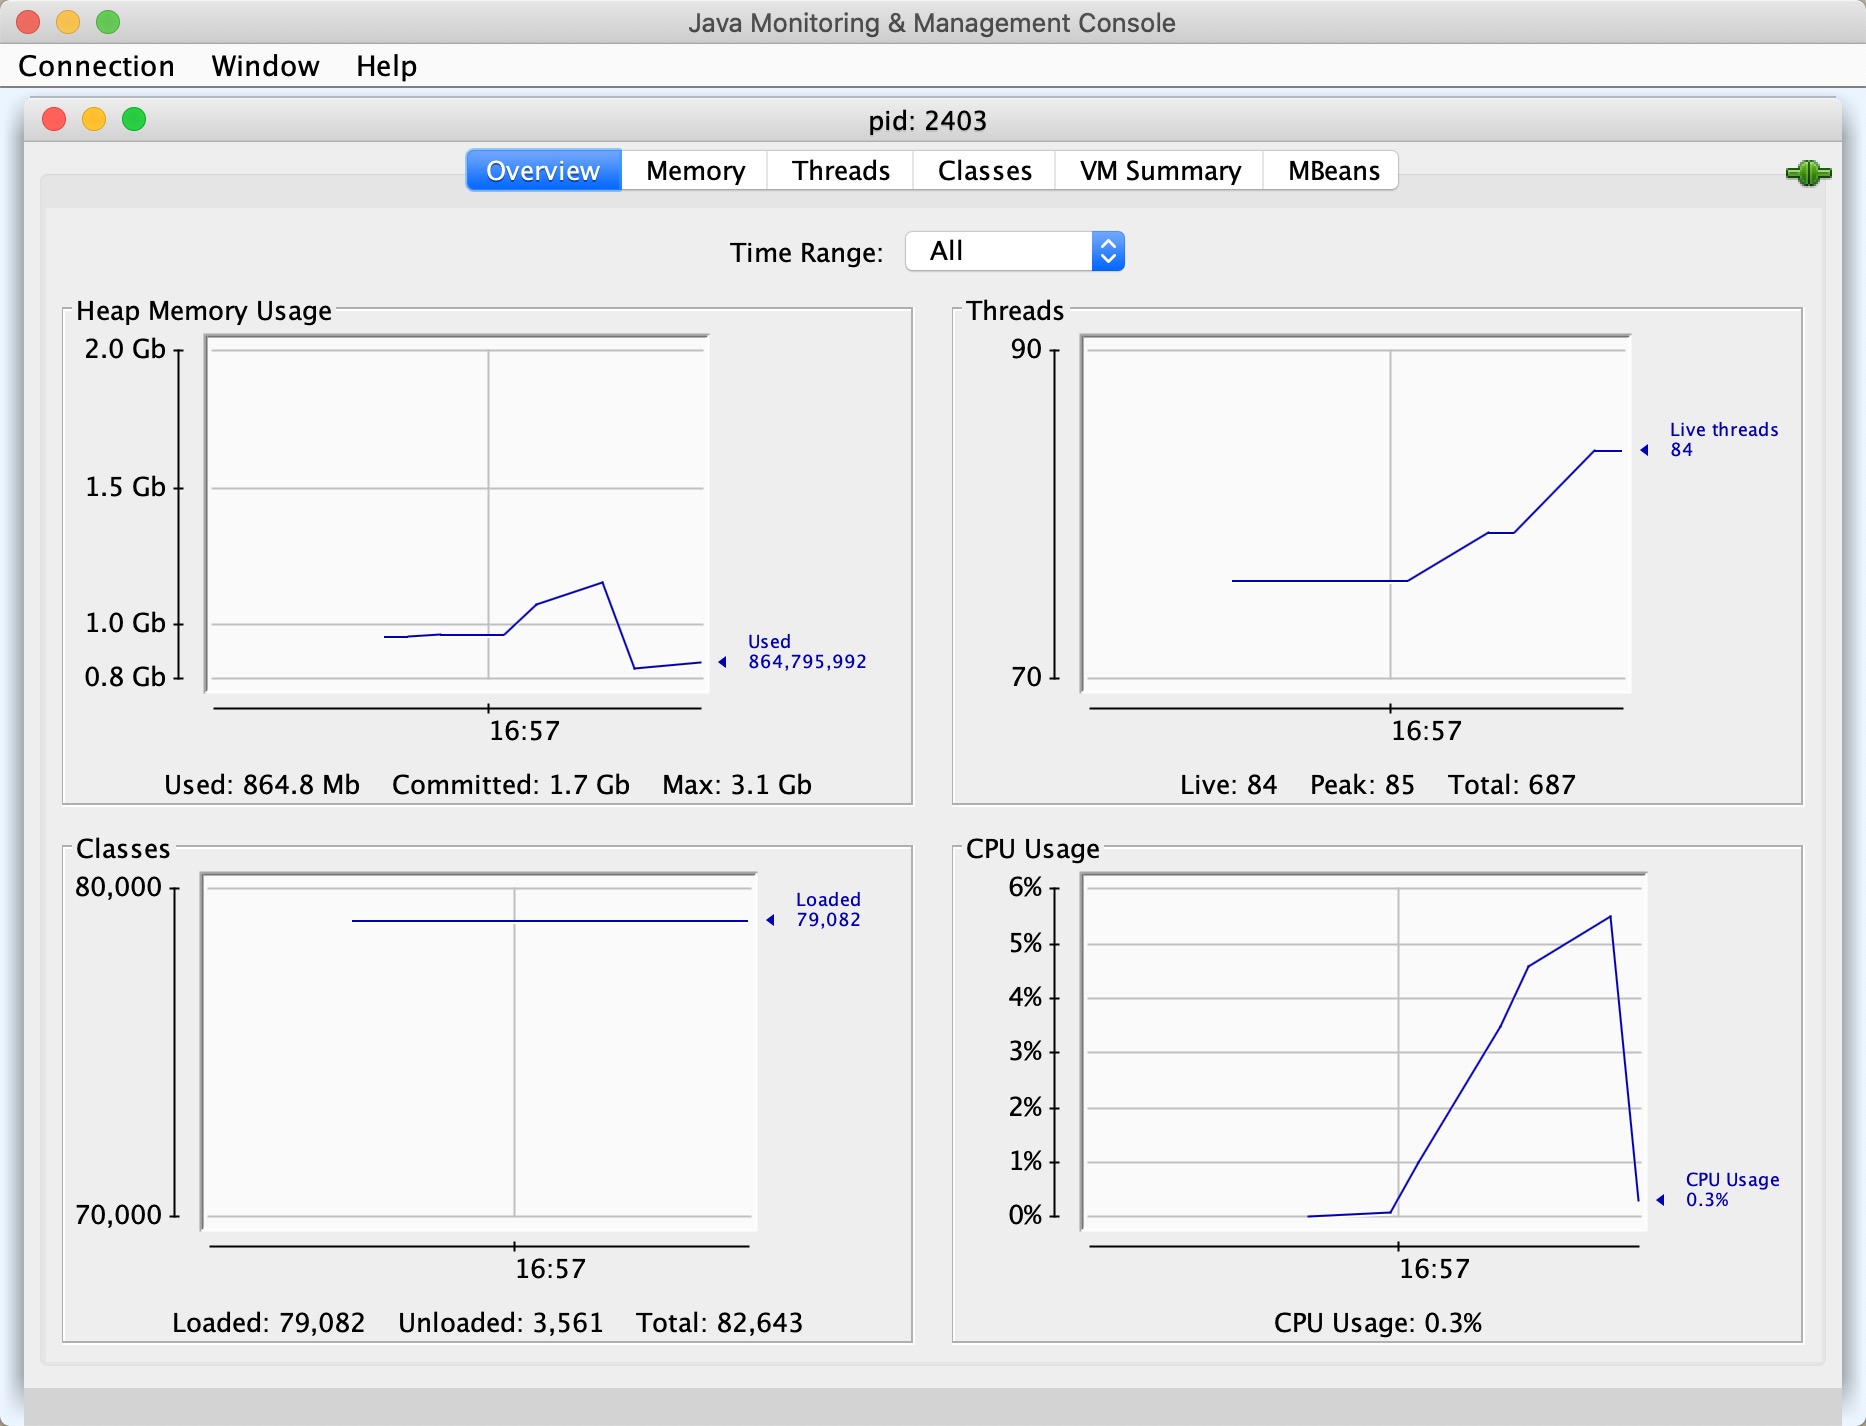 Java Monitoring & Management Console
Connection Window Help
pid: 2403
Overview Memory Threads Classes VM Summary MBeans
Time Range: All
Heap Memory Usage
2.0 Gb
1.5 Gb
1.0 Gb
0.8 Gb
Used
864,795,992
16:57
Used: 864.8 Mb Committed: 1.7 Gb Max: 3.1 Gb
Threads
90
70
Live threads
84
16:57
Live: 84 Peak: 85 Total: 687
Classes
80,000
70,000
Loaded
79,082
16:57
Loaded: 79,082 Unloaded: 3,561 Total: 82,643
CPU Usage
6%
5%
4%
3%
2%
1%
0%
CPU Usage
0.3%
16:57
CPU Usage: 0.3%